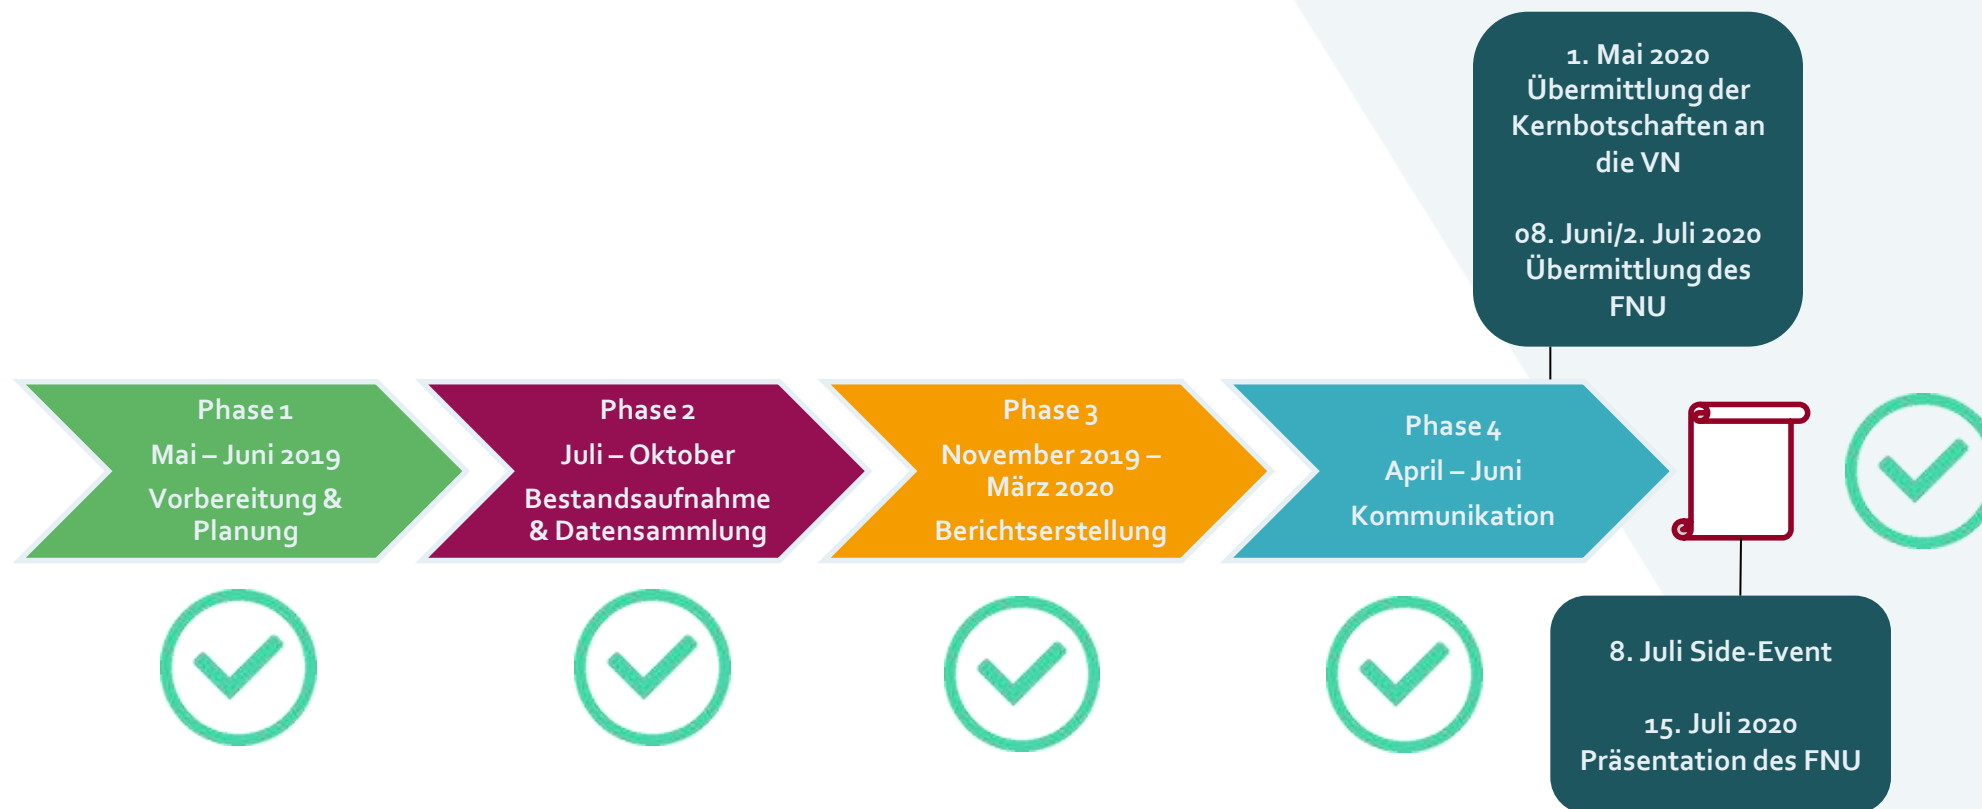 1. Mai 2020
Übermittlung der
Kernbotschaften an
die VN
08. Juni/2. Juli 2020
Übermittlung des
FNU
Phase 1
Mai – Juni 2019
Vorbereitung &
Planung
Phase 2
Juli – Oktober
Bestandsaufnahme
& Datensammlung
Phase 3
November 2019 –
März 2020
Berichtserstellung
Phase 4
April – Juni
Kommunikation
8. Juli Side-Event
15. Juli 2020
Präsentation des FNU